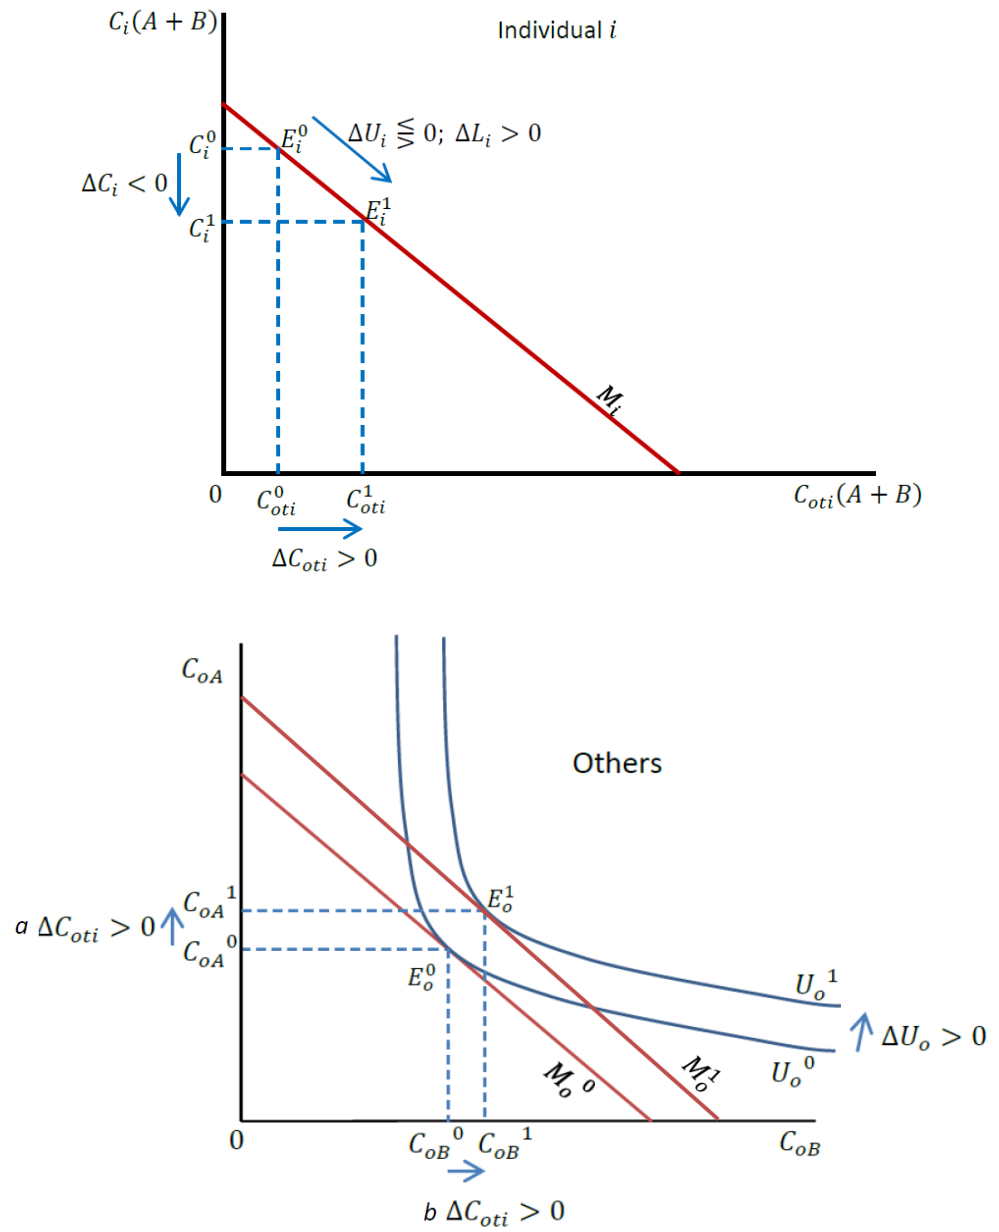 C_i(A + B)
Individual i
C_i^0
E_i^0
ΔU_i ⋚ 0; ΔL_i > 0
ΔC_i < 0
E_i^1
C_i^1
M_i
0
C_oti^0
C_oti^1
C_oti(A + B)
ΔC_oti > 0
C_oA
Others
C_oA^1
E_o^1
a ΔC_oti > 0
C_oA^0
E_o^0
U_o^1
ΔU_o > 0
M_o^0
M_o^1
U_o^0
0
C_oB^0
C_oB^1
C_oB
b ΔC_oti > 0